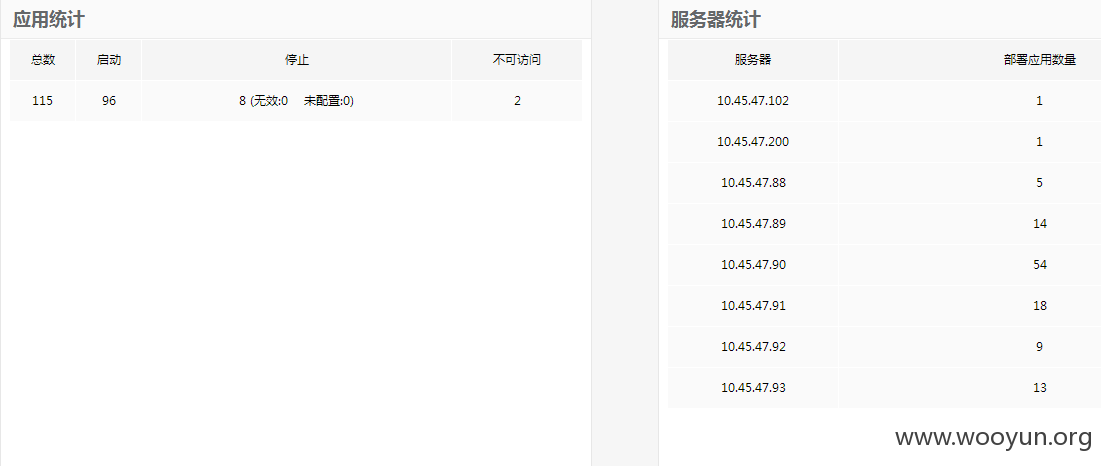 应用统计
总数 启动 停止 不可访问
115 96 8 (无效:0 未配置:0) 2
服务器统计
服务器 部署应用数量
10.45.47.102 1
10.45.47.200 1
10.45.47.88 5
10.45.47.89 14
10.45.47.90 54
10.45.47.91 18
10.45.47.92 9
10.45.47.93 13
www.wooyun.org